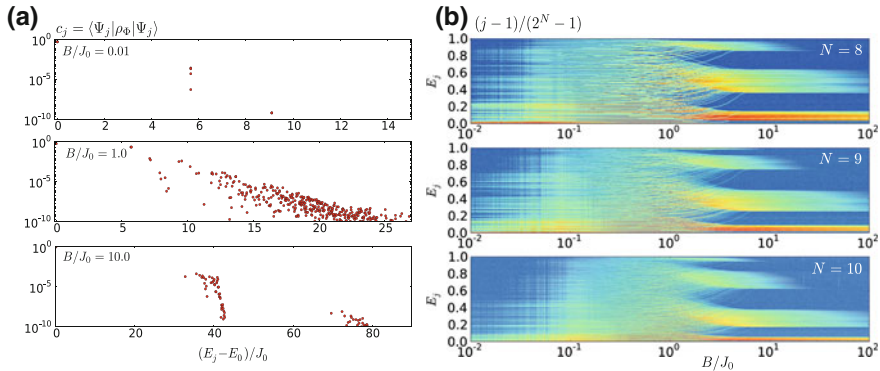 (a)
c_j = ⟨Ψ_j|ρ_Φ|Ψ_j⟩
10^0
B/J_0 = 0.01
10^-5
10^-10
0 2 4 6 8 10 12 14
10^0
B/J_0 = 1.0
10^-5
10^-10
0 5 10 15 20 25
10^0
B/J_0 = 10.0
10^-5
10^-10
0 20 40 60 80
(E_j−E_0)/J_0
(b)
(j − 1)/(2^N − 1)
1.0
0.8
0.6
0.4
0.2
0.0
E_j
N = 8
10^-2 10^-1 10^0 10^1 10^2
1.0
0.8
0.6
0.4
0.2
0.0
E_j
N = 9
10^-2 10^-1 10^0 10^1 10^2
1.0
0.8
0.6
0.4
0.2
0.0
E_j
N = 10
10^-2 10^-1 10^0 10^1 10^2
B/J_0